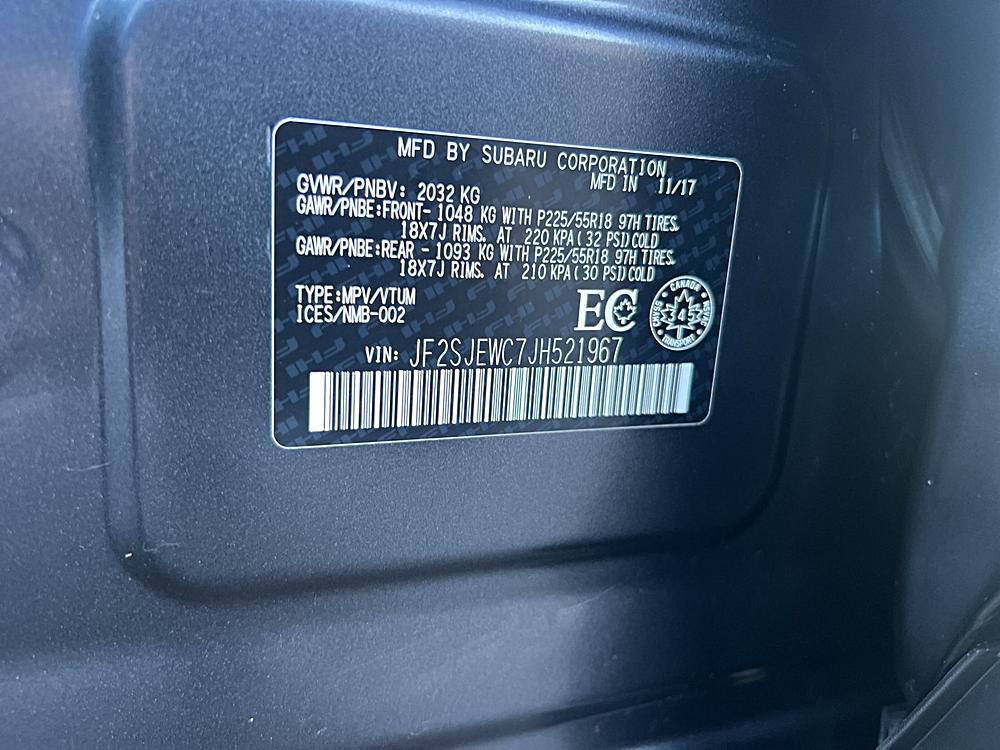 MFD BY SUBARU CORPORATION
MFD IN 11/17
GVWR/PNBV: 2032 KG
GAWR/PNBE:FRONT- 1048 KG WITH P225/55R18 97H TIRES.
18X7J RIMS. AT 220 KPA(32 PSI)COLD
GAWR/PNBE:REAR - 1093 KG WITH P225/55R18 97H TIRES.
18X7J RIMS. AT 210 KPA(30 PSI)COLD
TYPE:MPV/VTUM
ICES/NMB-002
EC
CANADA
CMVSS
34
NSVAC
TRANSPORT
VIN: JF2SJEWC7JH521967